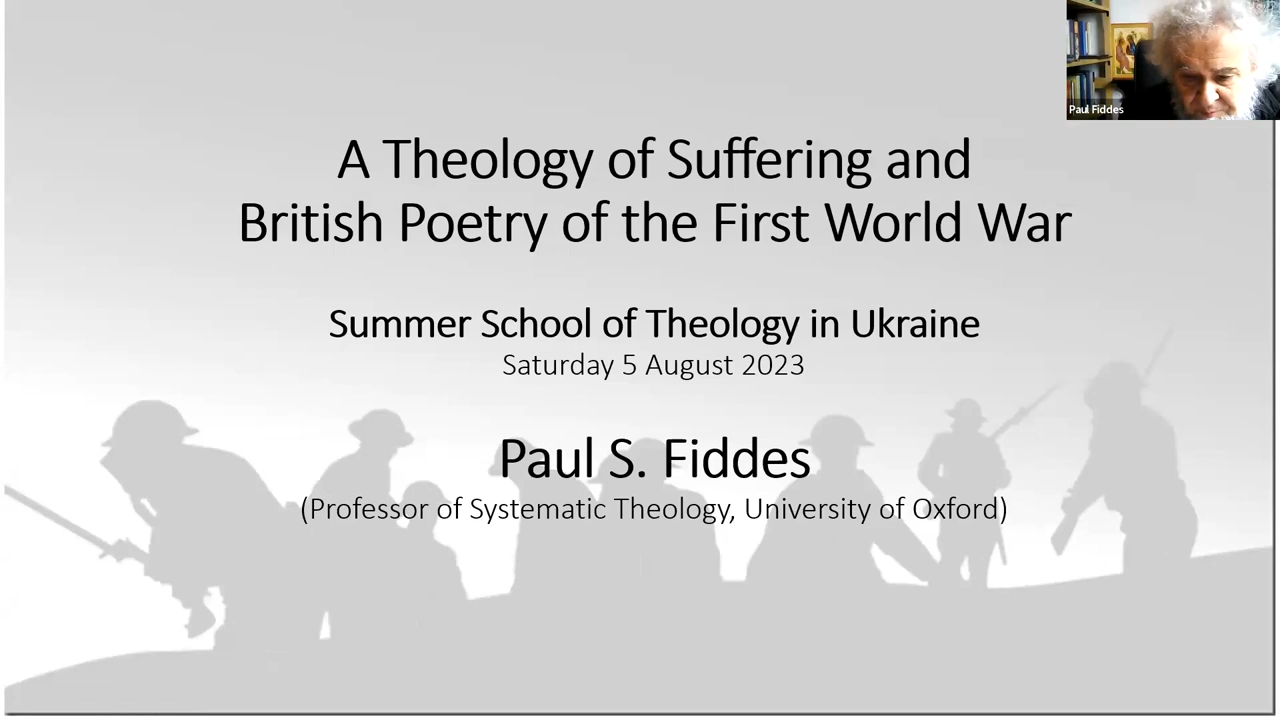 Paul Fiddes
A Theology of Suffering and
British Poetry of the First World War
Summer School of Theology in Ukraine
Saturday 5 August 2023
Paul S. Fiddes
(Professor of Systematic Theology, University of Oxford)